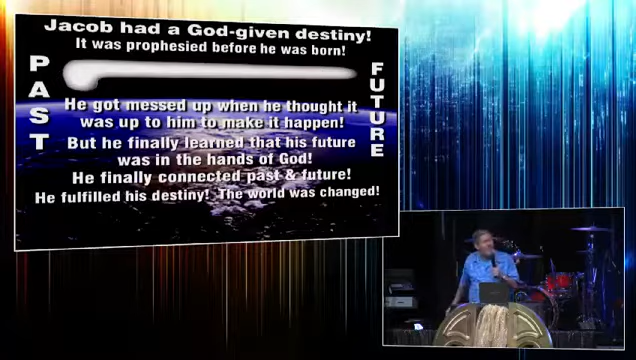 Jacob had a God-given destiny!
It was prophesied before he was born!
PAST
FUTURE
He got messed up when he thought it
was up to him to make it happen!
But he finally learned that his future
was in the hands of God!
He finally connected past & future!
He fulfilled his destiny! The world was changed!